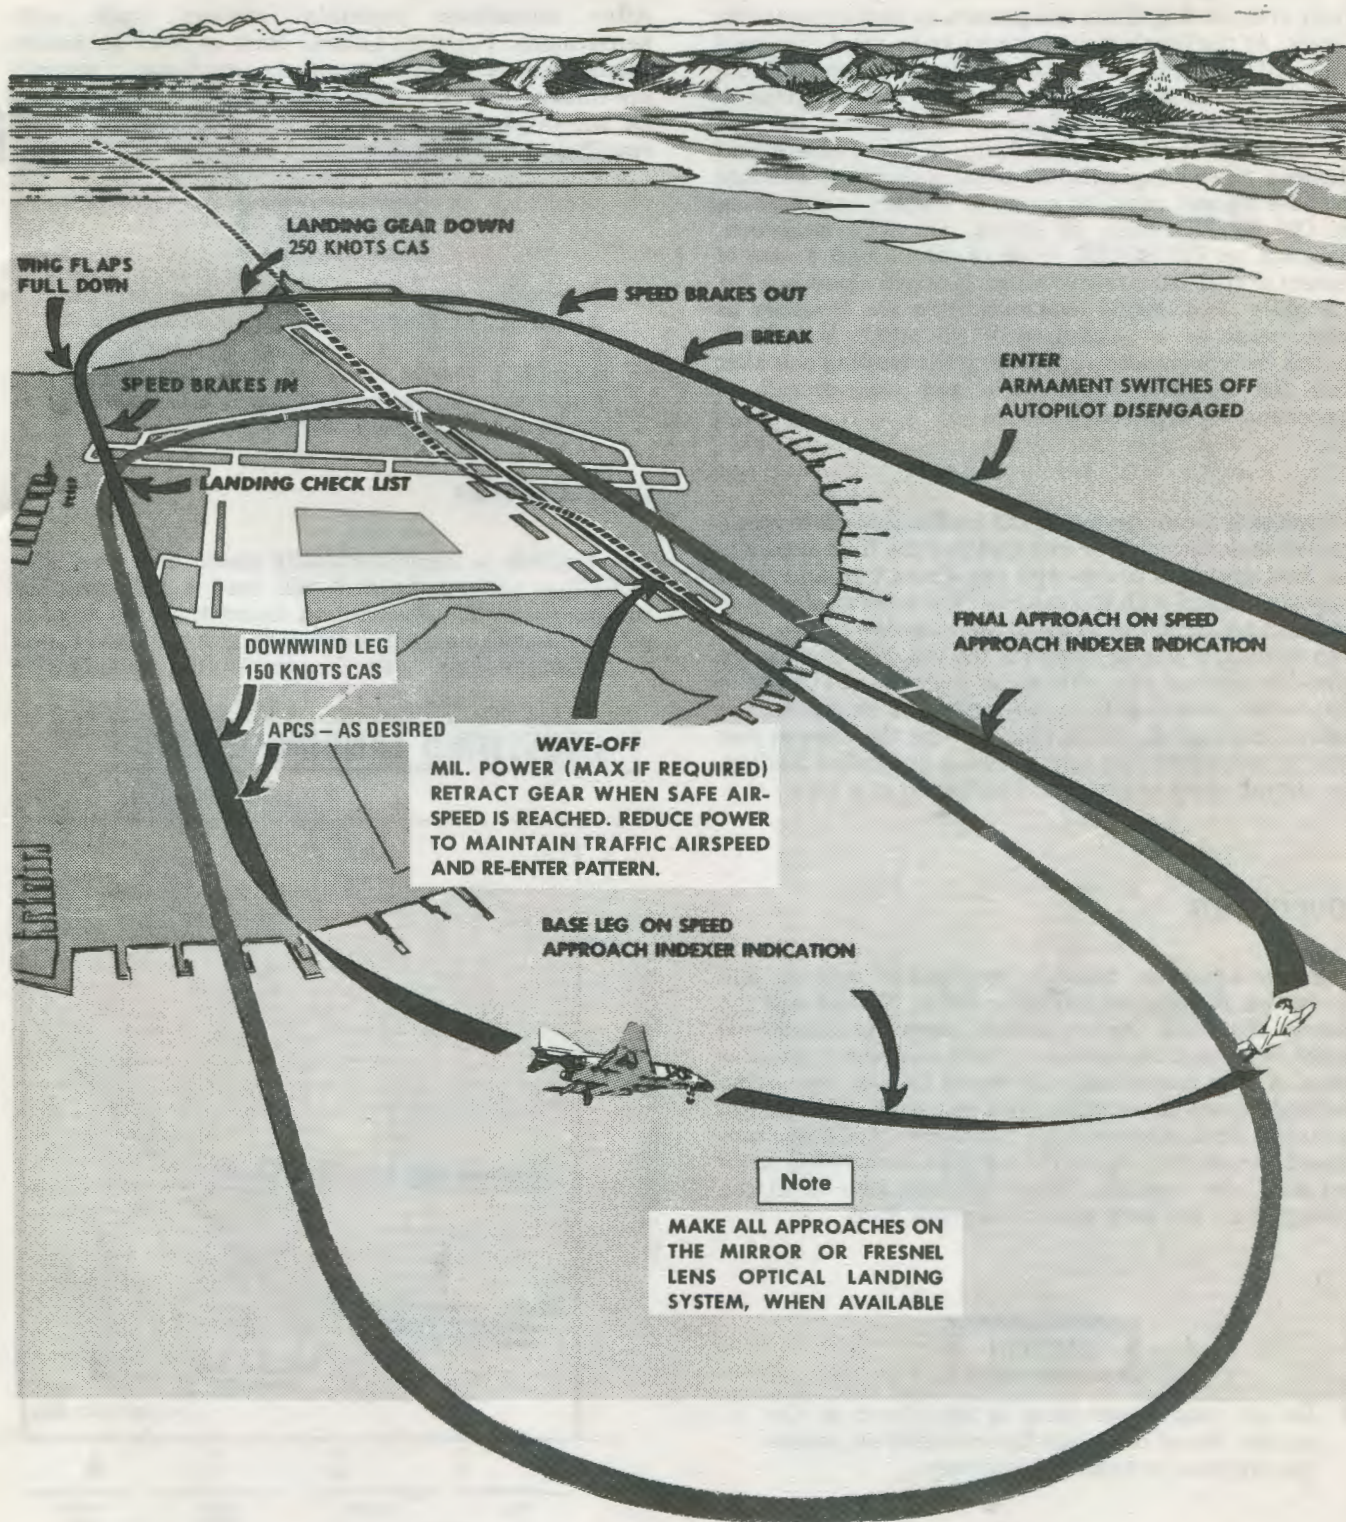 LANDING GEAR DOWN
250 KNOTS CAS
WING FLAPS
FULL DOWN
SPEED BRAKES OUT
BREAK
ENTER
ARMAMENT SWITCHES OFF
AUTOPILOT DISENGAGED
SPEED BRAKES IN
LANDING CHECK LIST
FINAL APPROACH ON SPEED
APPROACH INDEXER INDICATION
DOWNWIND LEG
150 KNOTS CAS
APCS – AS DESIRED
WAVE-OFF
MIL. POWER (MAX IF REQUIRED)
RETRACT GEAR WHEN SAFE AIR-
SPEED IS REACHED. REDUCE POWER
TO MAINTAIN TRAFFIC AIRSPEED
AND RE-ENTER PATTERN.
BASE LEG ON SPEED
APPROACH INDEXER INDICATION
Note
MAKE ALL APPROACHES ON
THE MIRROR OR FRESNEL
LENS OPTICAL LANDING
SYSTEM, WHEN AVAILABLE